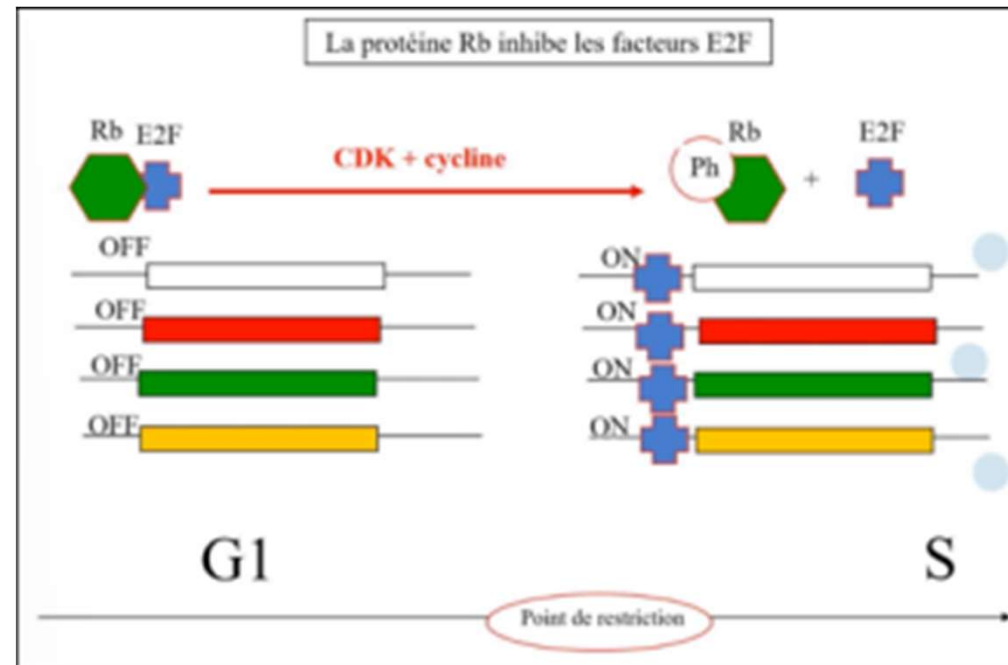 La protéine Rb inhibe les facteurs E2F
Rb E2F
CDK + cycline
Ph
Rb
+
E2F
OFF
OFF
OFF
OFF
ON
ON
ON
ON
G1
S
Point de restriction